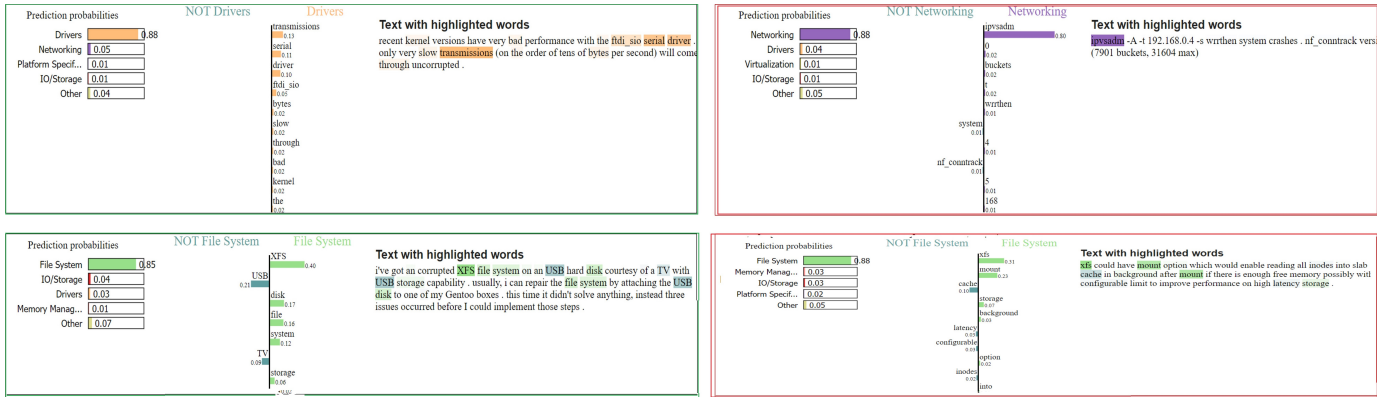 Prediction probabilities
Drivers 0.88
Networking 0.05
Platform Specif... 0.01
IO/Storage 0.01
Other 0.04
NOT Drivers Drivers
transmissions
0.13
serial
0.11
driver
0.10
ftdi_sio
0.05
bytes
0.02
slow
0.02
through
0.02
bad
0.02
kernel
0.02
the
0.02
Text with highlighted words
recent kernel versions have very bad performance with the ftdi_sio serial driver .
only very slow transmissions (on the order of tens of bytes per second) will come
through uncorrupted .
Prediction probabilities
Networking 0.88
Drivers 0.04
Virtualization 0.01
IO/Storage 0.01
Other 0.05
NOT Networking Networking
ipvsadm
0.80
0
0.02
buckets
0.02
t
0.02
wrrthen
0.01
system
0.01
4
0.01
nf_conntrack
0.01
5
0.01
168
0.01
Text with highlighted words
ipvsadm -A -t 192.168.0.4 -s wrrthen system crashes . nf_conntrack vers
(7901 buckets, 31604 max)
Prediction probabilities
File System 0.85
IO/Storage 0.04
Drivers 0.03
Memory Manag... 0.01
Other 0.07
NOT File System File System
XFS
0.40
USB
0.21
disk
0.17
file
0.16
system
0.12
TV
0.09
storage
0.06
Text with highlighted words
i've got an corrupted XFS file system on an USB hard disk courtesy of a TV with
USB storage capability . usually, i can repair the file system by attaching the USB
disk to one of my Gentoo boxes . this time it didn't solve anything, instead three
issues occurred before I could implement those steps .
Prediction probabilities
File System 0.88
Memory Manag... 0.03
IO/Storage 0.03
Platform Specif... 0.02
Other 0.05
NOT File System File System
xfs
0.31
mount
0.23
cache
0.10
storage
0.07
background
0.03
latency
configurable
option
0.02
inodes
0.02
into
Text with highlighted words
xfs could have mount option which would enable reading all inodes into slab
cache in background after mount if there is enough free memory possibly with
configurable limit to improve performance on high latency storage .